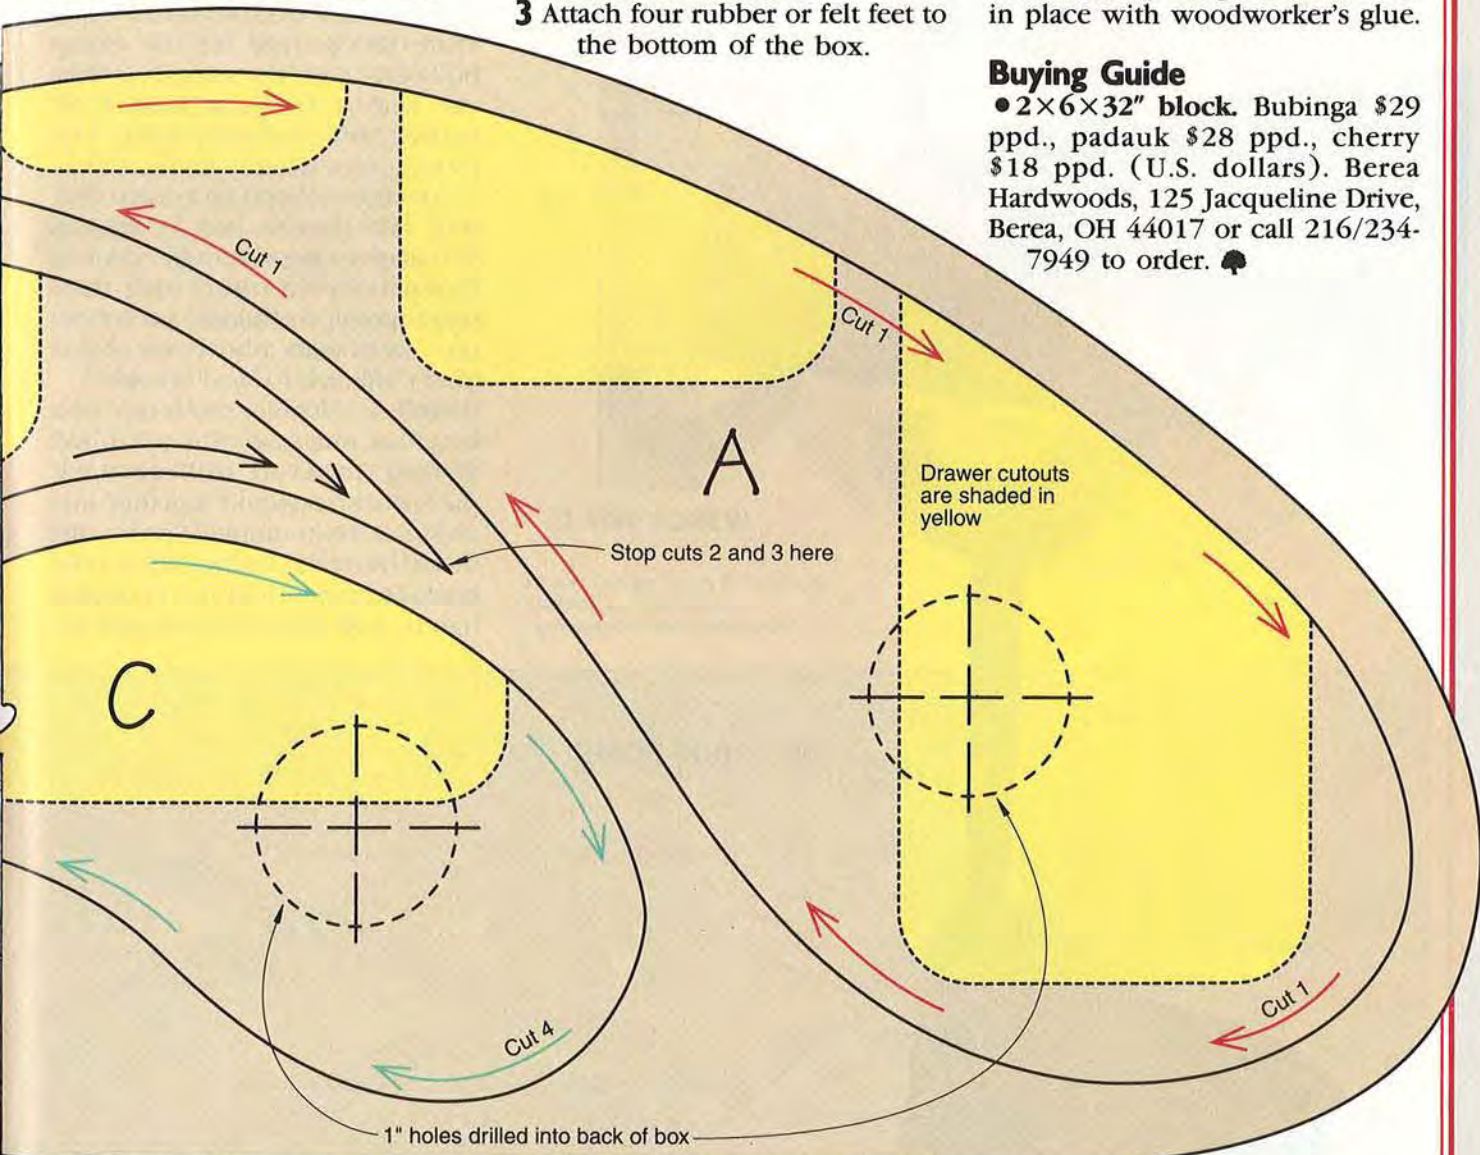 3 Attach four rubber or felt feet to
the bottom of the box.
in place with woodworker's glue.
Buying Guide
● 2×6×32″ block. Bubinga $29
ppd., padauk $28 ppd., cherry
$18 ppd. (U.S. dollars). Berea
Hardwoods, 125 Jacqueline Drive,
Berea, OH 44017 or call 216/234-
7949 to order.
Cut 1
Cut 1
A
Drawer cutouts
are shaded in
yellow
Stop cuts 2 and 3 here
C
Cut 1
Cut 4
1" holes drilled into back of box